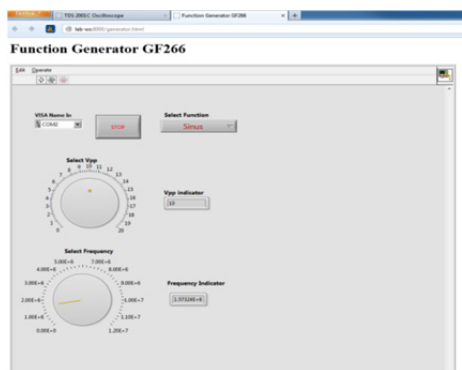 TDS 2001C Oscilloscope
Function Generator GF266
Function Generator GF266
Edit Operate
VISA Name In
COM2
STOP
Select Function
Sinus
Select Vpp
0 1 2 3 4 5 6 7 8 9 10 11 12 13 14 15 16 17 18 19 20
Vpp indicator
10
Select Frequency
0.00E+0 1.00E+6 2.00E+6 3.00E+6 4.00E+6 5.00E+6 7.00E+6 8.00E+6 9.00E+6 1.00E+7 1.10E+7 1.20E+7
Frequency Indicator